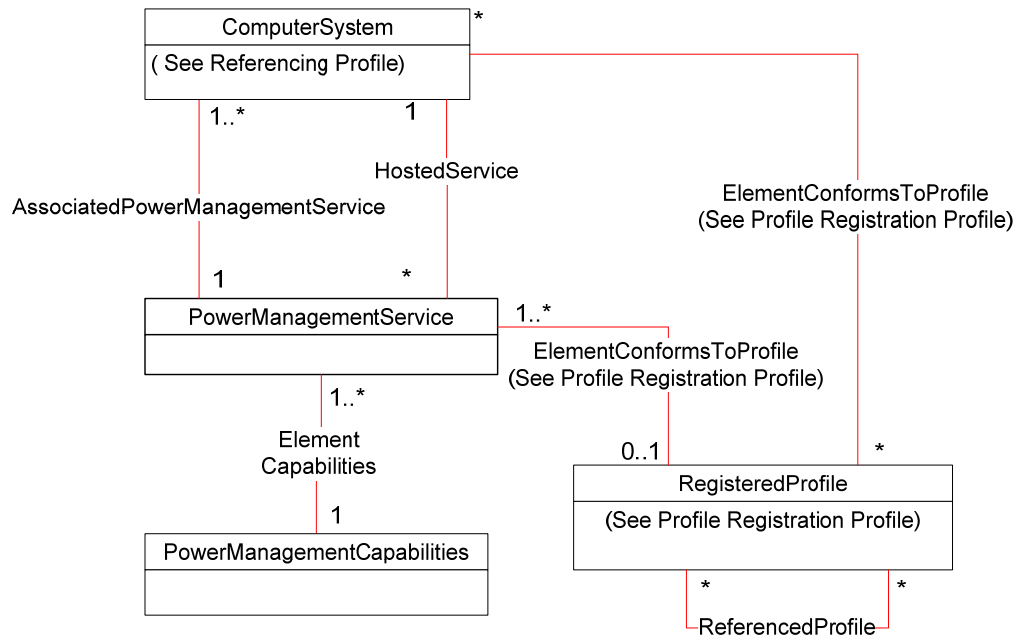 ComputerSystem
*
( See Referencing Profile)
1..*
1
HostedService
AssociatedPowerManagementService
ElementConformsToProfile
(See Profile Registration Profile)
1
*
PowerManagementService
1..*
ElementConformsToProfile
(See Profile Registration Profile)
1..*
Element
Capabilities
0..1
*
RegisteredProfile
(See Profile Registration Profile)
1
PowerManagementCapabilities
*
*
ReferencedProfile